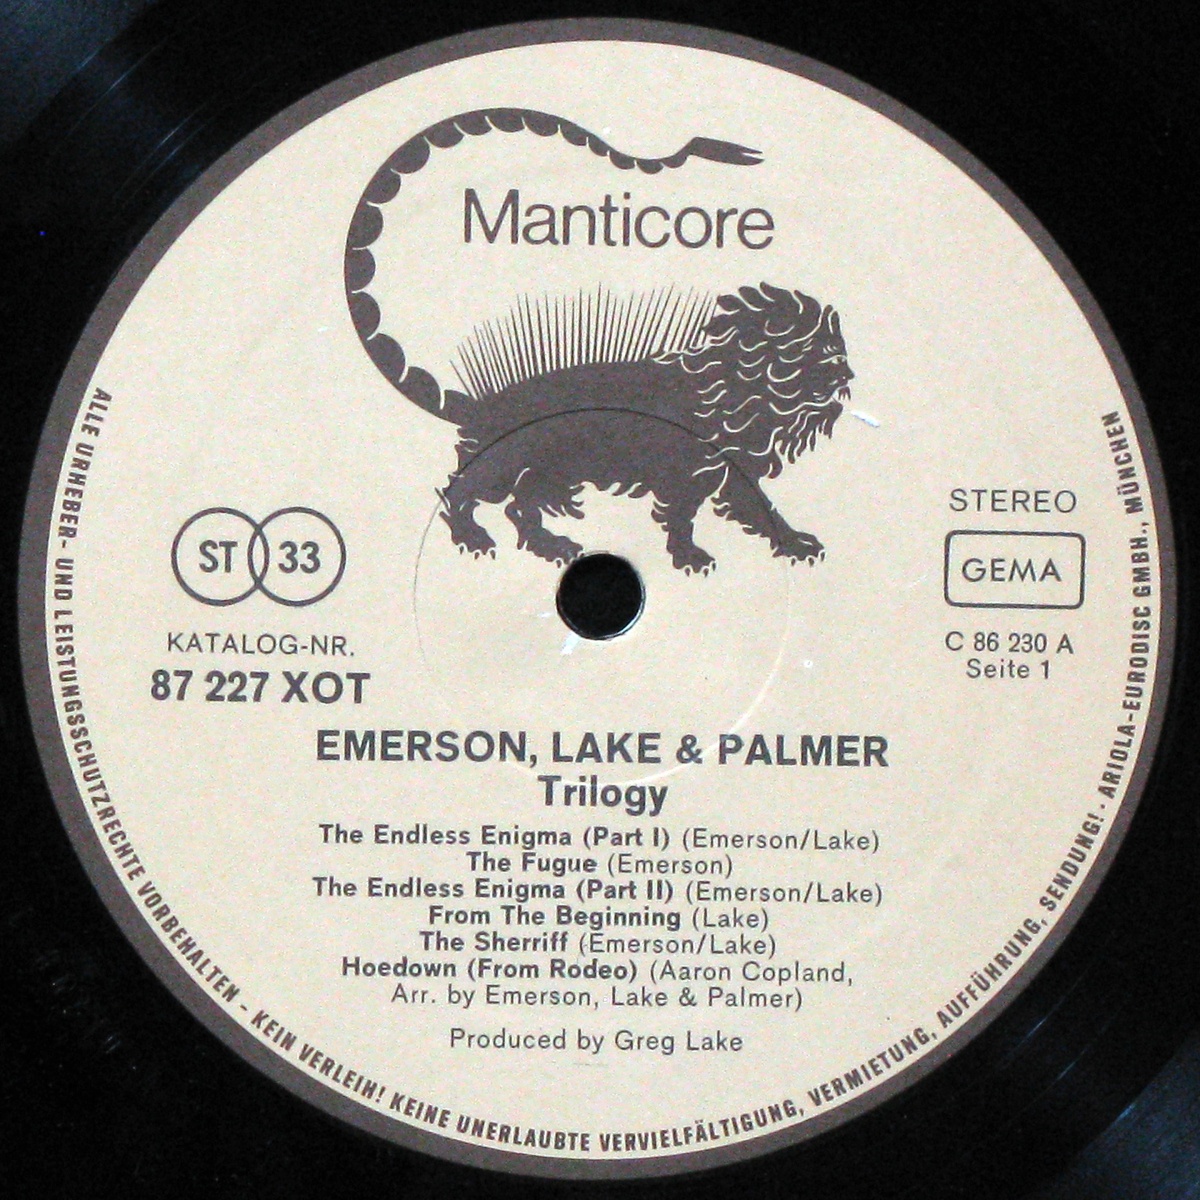 Manticore
STEREO
ST 33
GEMA
KATALOG-NR.
87 227 XOT
C 86 230 A
Seite 1
EMERSON, LAKE & PALMER
Trilogy
The Endless Enigma (Part I) (Emerson/Lake)
The Fugue (Emerson)
The Endless Enigma (Part II) (Emerson/Lake)
From The Beginning (Lake)
The Sherriff (Emerson/Lake)
Hoedown (From Rodeo) (Aaron Copland,
Arr. by Emerson, Lake & Palmer)
Produced by Greg Lake
ALLE URHEBER- UND LEISTUNGSSCHUTZRECHTE VORBEHALTEN - KEIN VERLEIH! KEINE UNERLAUBTE VERVIELFÄLTIGUNG, VERMIETUNG, AUFFÜHRUNG, SENDUNG! · ARIOLA-EURODISC GMBH., MÜNCHEN